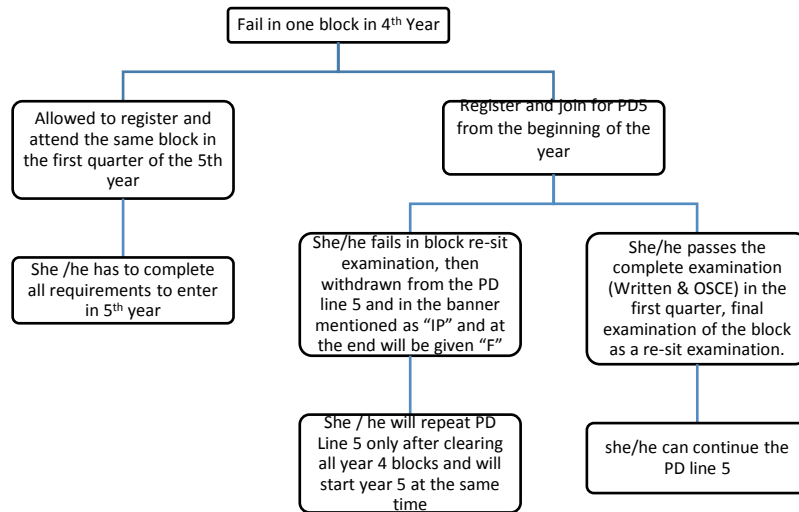 Fail in one block in 4th Year
Allowed to register and
attend the same block in
the first quarter of the 5th
year
Register and join for PD5
from the beginning of the
year
She /he has to complete
all requirements to enter
in 5th year
She/he fails in block re-sit
examination, then
withdrawn from the PD
line 5 and in the banner
mentioned as “IP” and at
the end will be given “F”
She/he passes the
complete examination
(Written & OSCE) in the
first quarter, final
examination of the block
as a re-sit examination.
She / he will repeat PD
Line 5 only after clearing
all year 4 blocks and will
start year 5 at the same
time
she/he can continue the
PD line 5